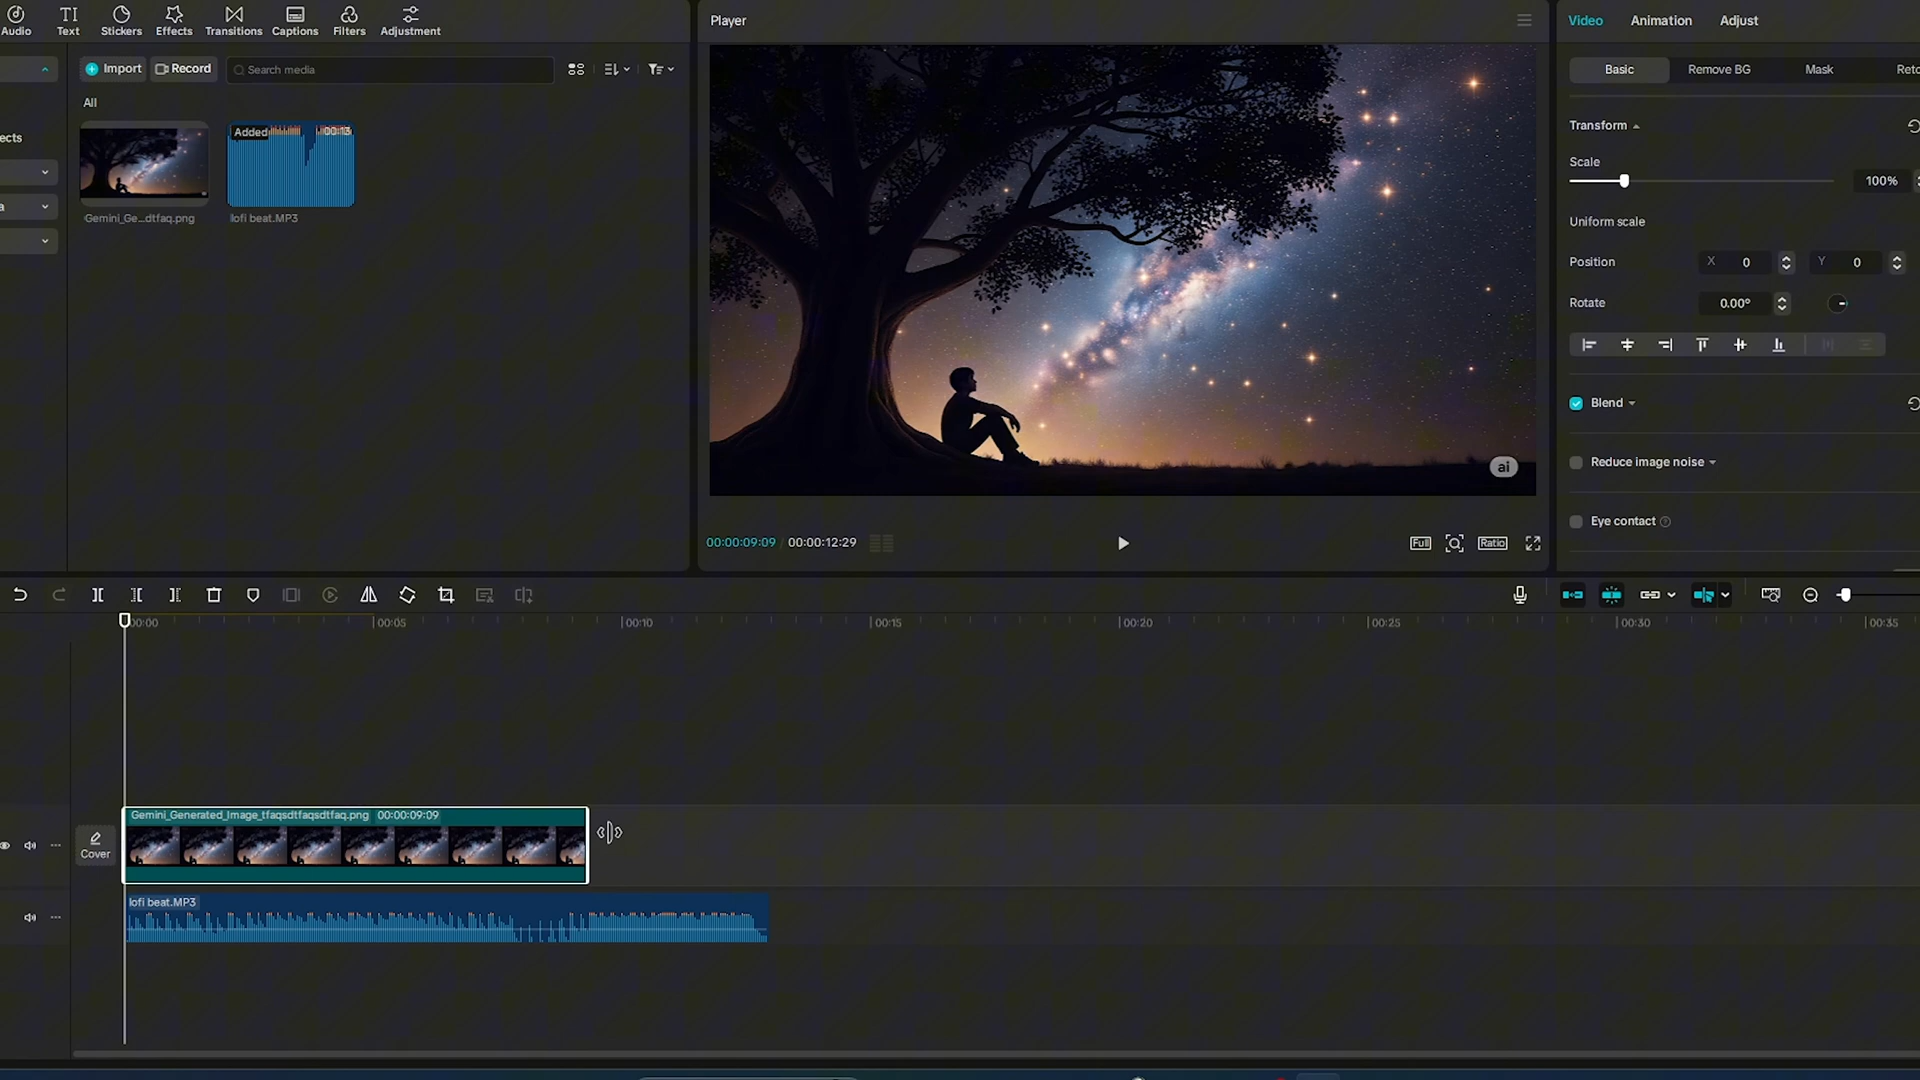 Audio
Text
Stickers
Effects
Transitions
Captions
Filters
Adjustment
Import
Record
Search media
All
ects
a
Added
00:13
Gemini_Ge...dtfaq.png
lofi beat.MP3
Player
ai
00:00:09:09
00:00:12:29
Full
Ratio
Video
Animation
Adjust
Basic
Remove BG
Mask
Reto
Transform
Scale
100%
Uniform scale
Position
X 0
Y 0
Rotate
0.00°
Blend
Reduce image noise
Eye contact
00:00
00:05
00:10
00:15
00:20
00:25
00:30
00:35
Cover
Gemini_Generated_Image_tfaqsdtfaqsdtfaq.png 00:00:09:09
lofi beat.MP3